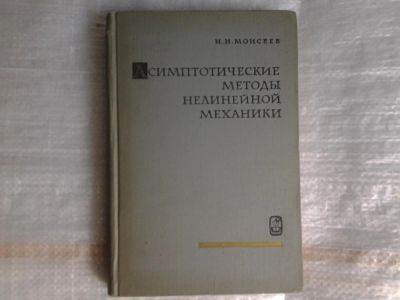 Н. Н. МОИСЕЕВ
АСИМПТОТИЧЕСКИЕ
МЕТОДЫ
НЕЛИНЕЙНОЙ
МЕХАНИКИ